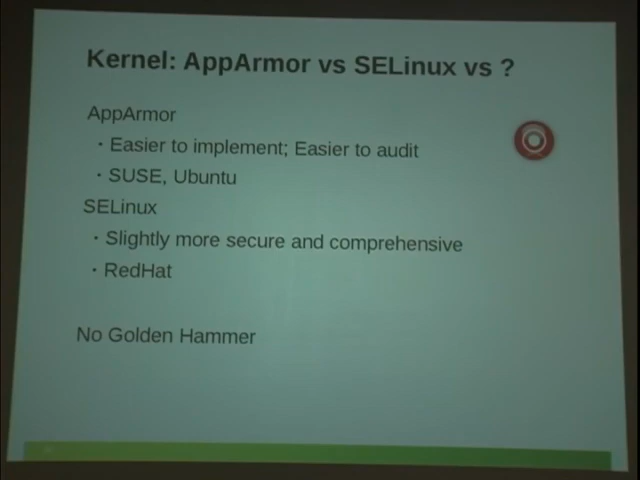 Kernel: AppArmor vs SELinux vs ?
AppArmor
· Easier to implement; Easier to audit
· SUSE, Ubuntu
SELinux
· Slightly more secure and comprehensive
· RedHat
No Golden Hammer